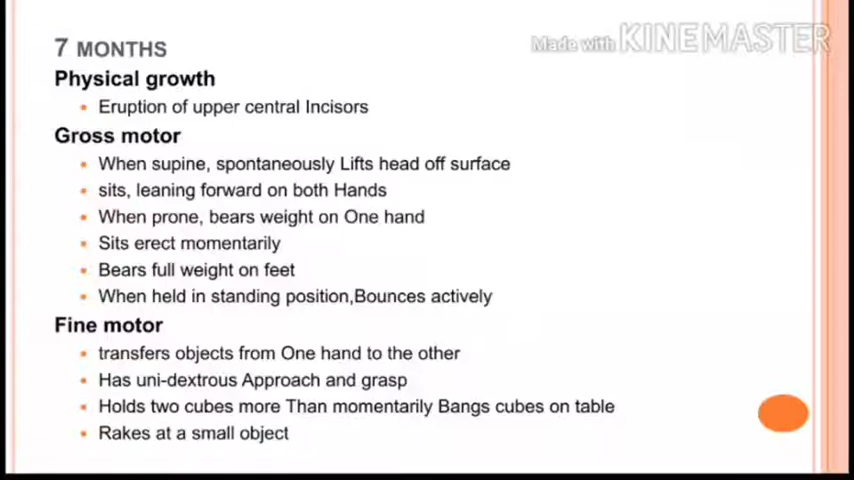 7 MONTHS
Made with KINEMASTER
Physical growth
Eruption of upper central Incisors
Gross motor
When supine, spontaneously Lifts head off surface
sits, leaning forward on both Hands
When prone, bears weight on One hand
Sits erect momentarily
Bears full weight on feet
When held in standing position,Bounces actively
Fine motor
transfers objects from One hand to the other
Has uni-dextrous Approach and grasp
Holds two cubes more Than momentarily Bangs cubes on table
Rakes at a small object